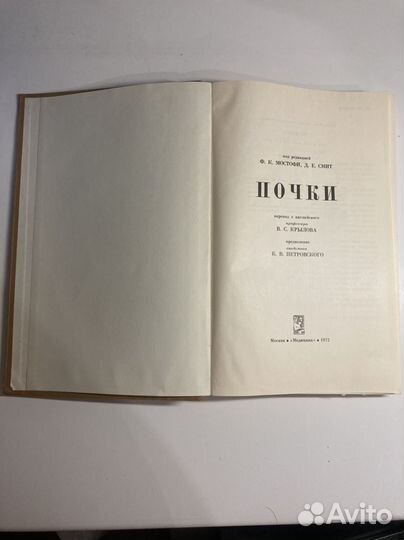 под редакцией
Ф. К. МОСТОФИ, Д. Е. СМИТ
ПОЧКИ
перевод с английского
профессора
В. С. КРЫЛОВА
предисловие
академика
Б. В. ПЕТРОВСКОГО
Москва • «Медицина» • 1972
Avito